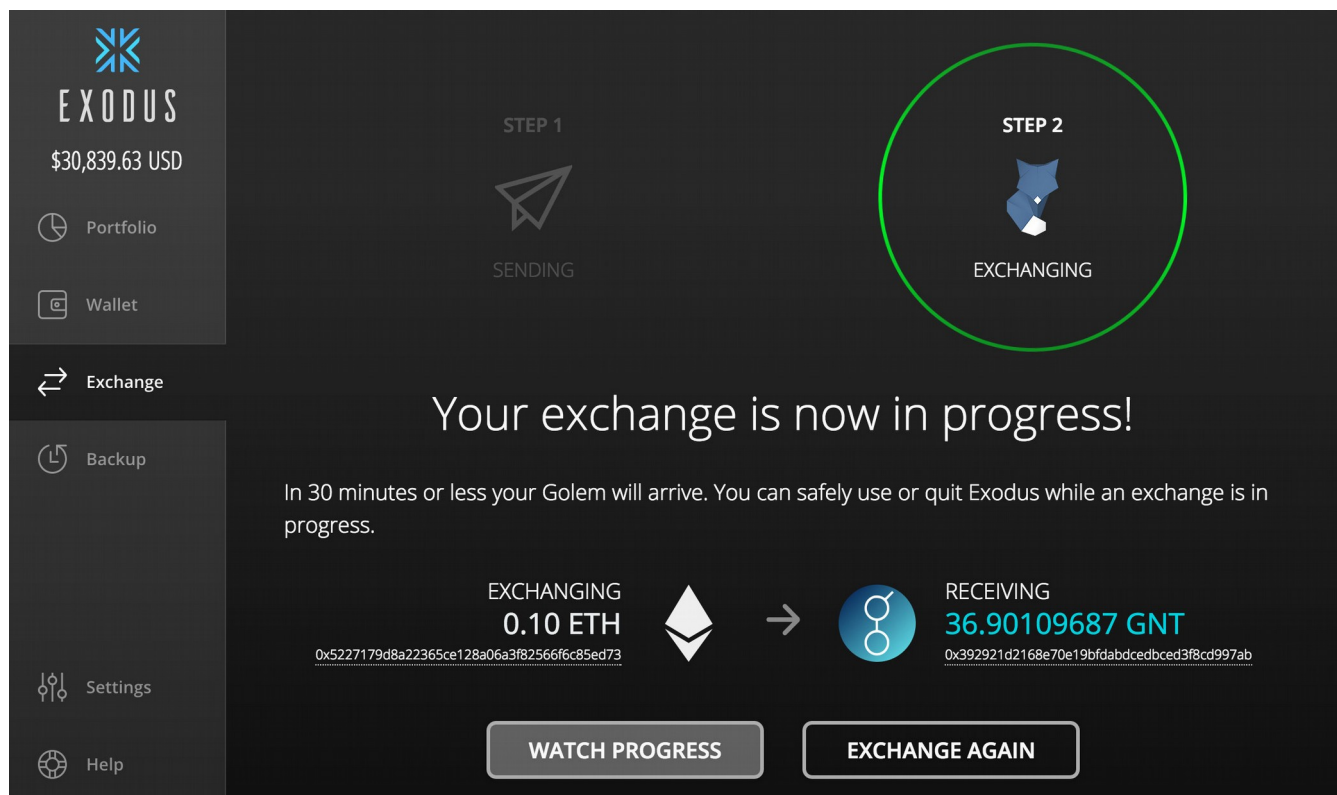 EXODUS
$30,839.63 USD
Portfolio
Wallet
Exchange
Backup
Settings
Help
STEP 1
SENDING
STEP 2
EXCHANGING
Your exchange is now in progress!
In 30 minutes or less your Golem will arrive. You can safely use or quit Exodus while an exchange is in
progress.
EXCHANGING
0.10 ETH
0x5227179d8a22365ce128a06a3f82566f6c85ed73
RECEIVING
36.90109687 GNT
0x392921d2168e70e19bfdabdcedbced3f8cd997ab
WATCH PROGRESS
EXCHANGE AGAIN